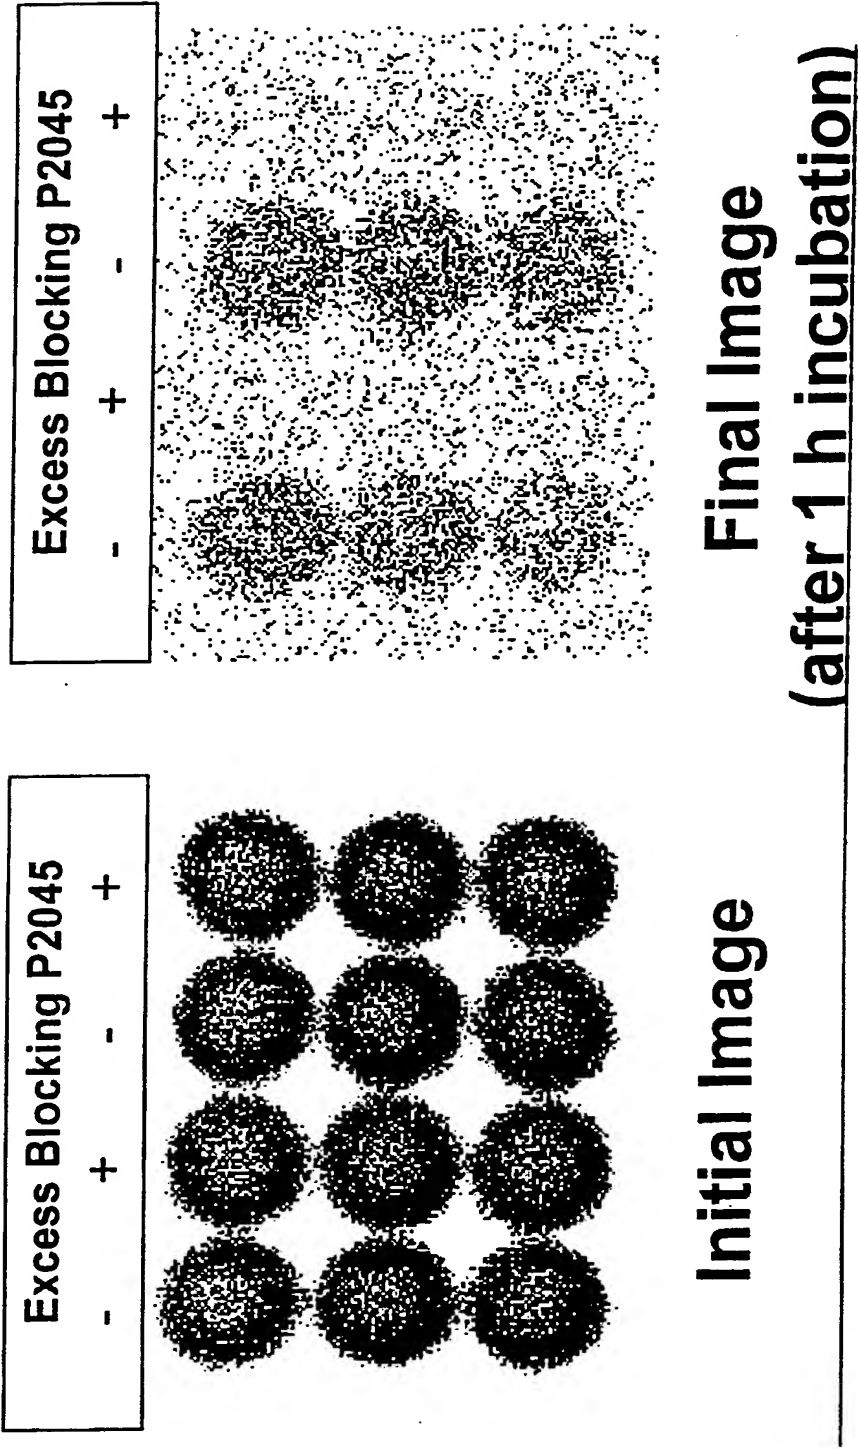 Excess Blocking P2045
- + - +
Initial Image
Excess Blocking P2045
- + - +
Final Image
(after 1 h incubation)